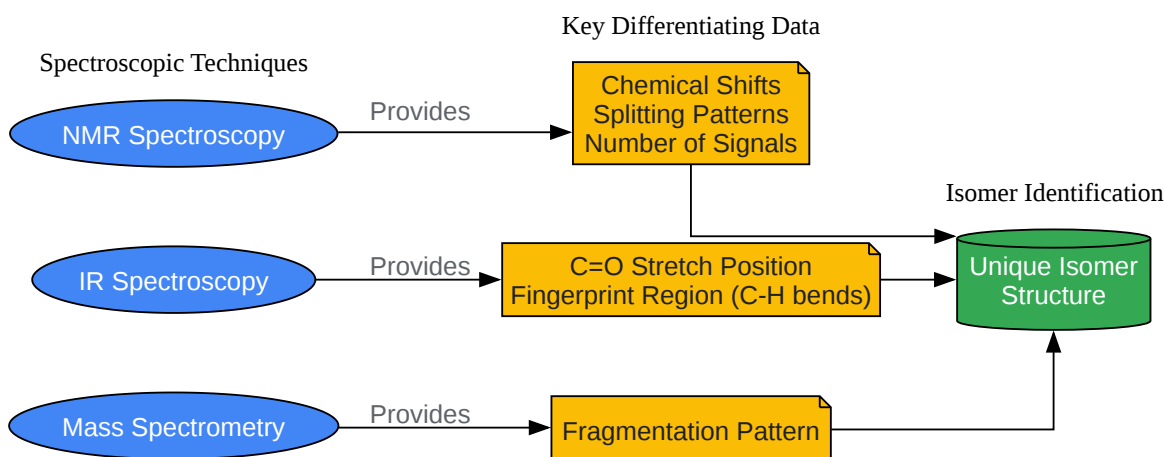 Key Differentiating Data
Spectroscopic Techniques
NMR Spectroscopy
Provides
Chemical Shifts
Splitting Patterns
Number of Signals
Isomer Identification
IR Spectroscopy
Provides
C=O Stretch Position
Fingerprint Region (C-H bends)
Unique Isomer
Structure
Mass Spectrometry
Provides
Fragmentation Pattern